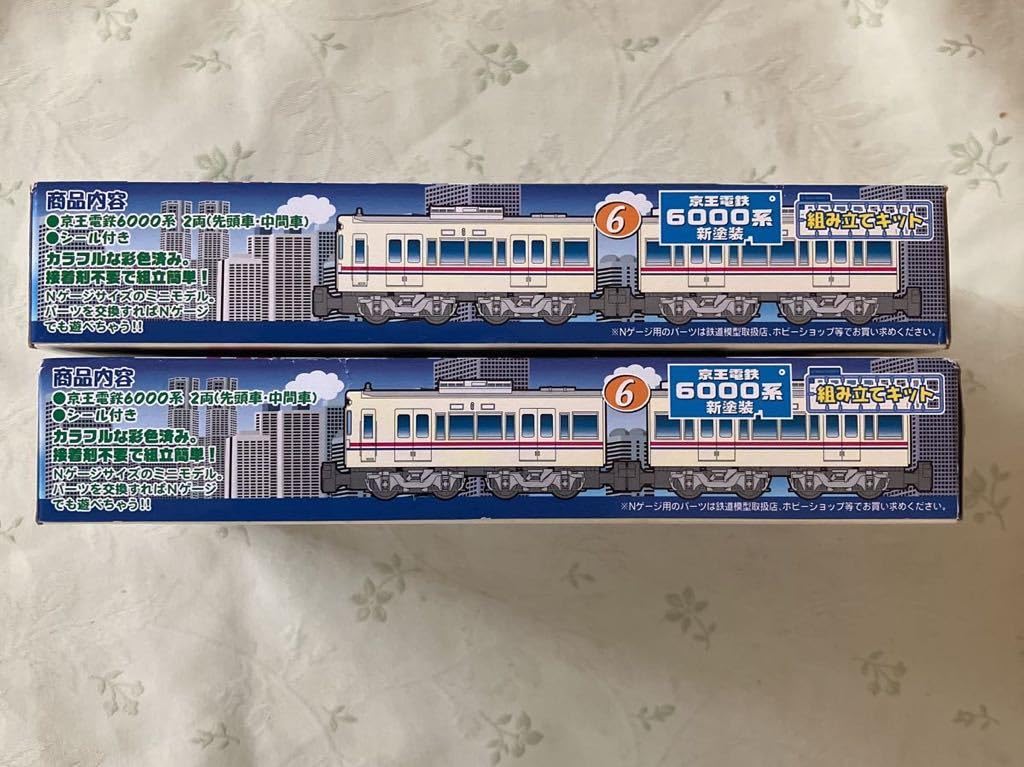 商品内容
●京王電鉄6000系 2両(先頭車・中間車)
●シール付き
カラフルな彩色済み。
接着剤不要で組立簡単!
Nゲージサイズのミニモデル。
パーツを交換すればNゲージ
でも遊べちゃう!!
6
京王電鉄
6000系
新塗装
組み立てキット
※Nゲージ用のパーツは鉄道模型取扱店、ホビーショップ等でお買い求めください。
商品内容
●京王電鉄6000系 2両(先頭車・中間車)
●シール付き
カラフルな彩色済み。
接着剤不要で組立簡単!
Nゲージサイズのミニモデル。
パーツを交換すればNゲージ
でも遊べちゃう!!
6
京王電鉄
6000系
新塗装
組み立てキット
※Nゲージ用のパーツは鉄道模型取扱店、ホビーショップ等でお買い求めください。